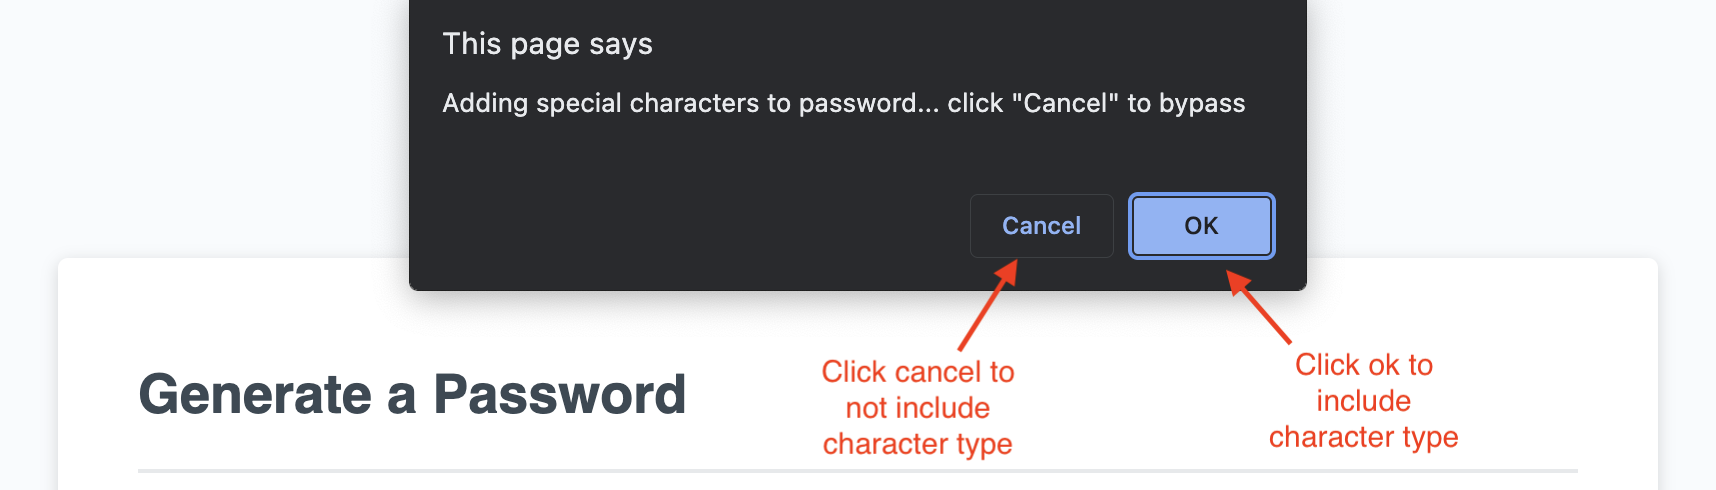 This page says
Adding special characters to password... click "Cancel" to bypass
Cancel
OK
Generate a Password
Click cancel to
not include
character type
Click ok to
include
character type